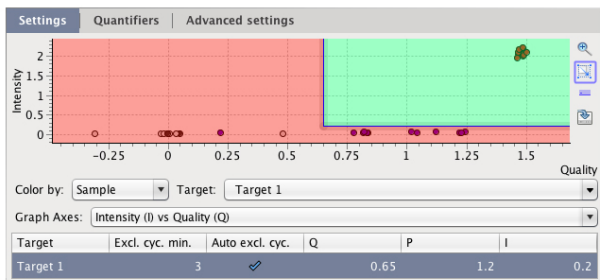 Settings Quantifiers Advanced settings
2
1.5
1
0.5
0
Intensity
-0.25 0 0.25 0.5 0.75 1 1.25 1.5
Quality
Color by: Sample Target: Target 1
Graph Axes: Intensity (I) vs Quality (Q)
Target Excl. cyc. min. Auto excl. cyc. Q P I
Target 1 3 0.65 1.2 0.2